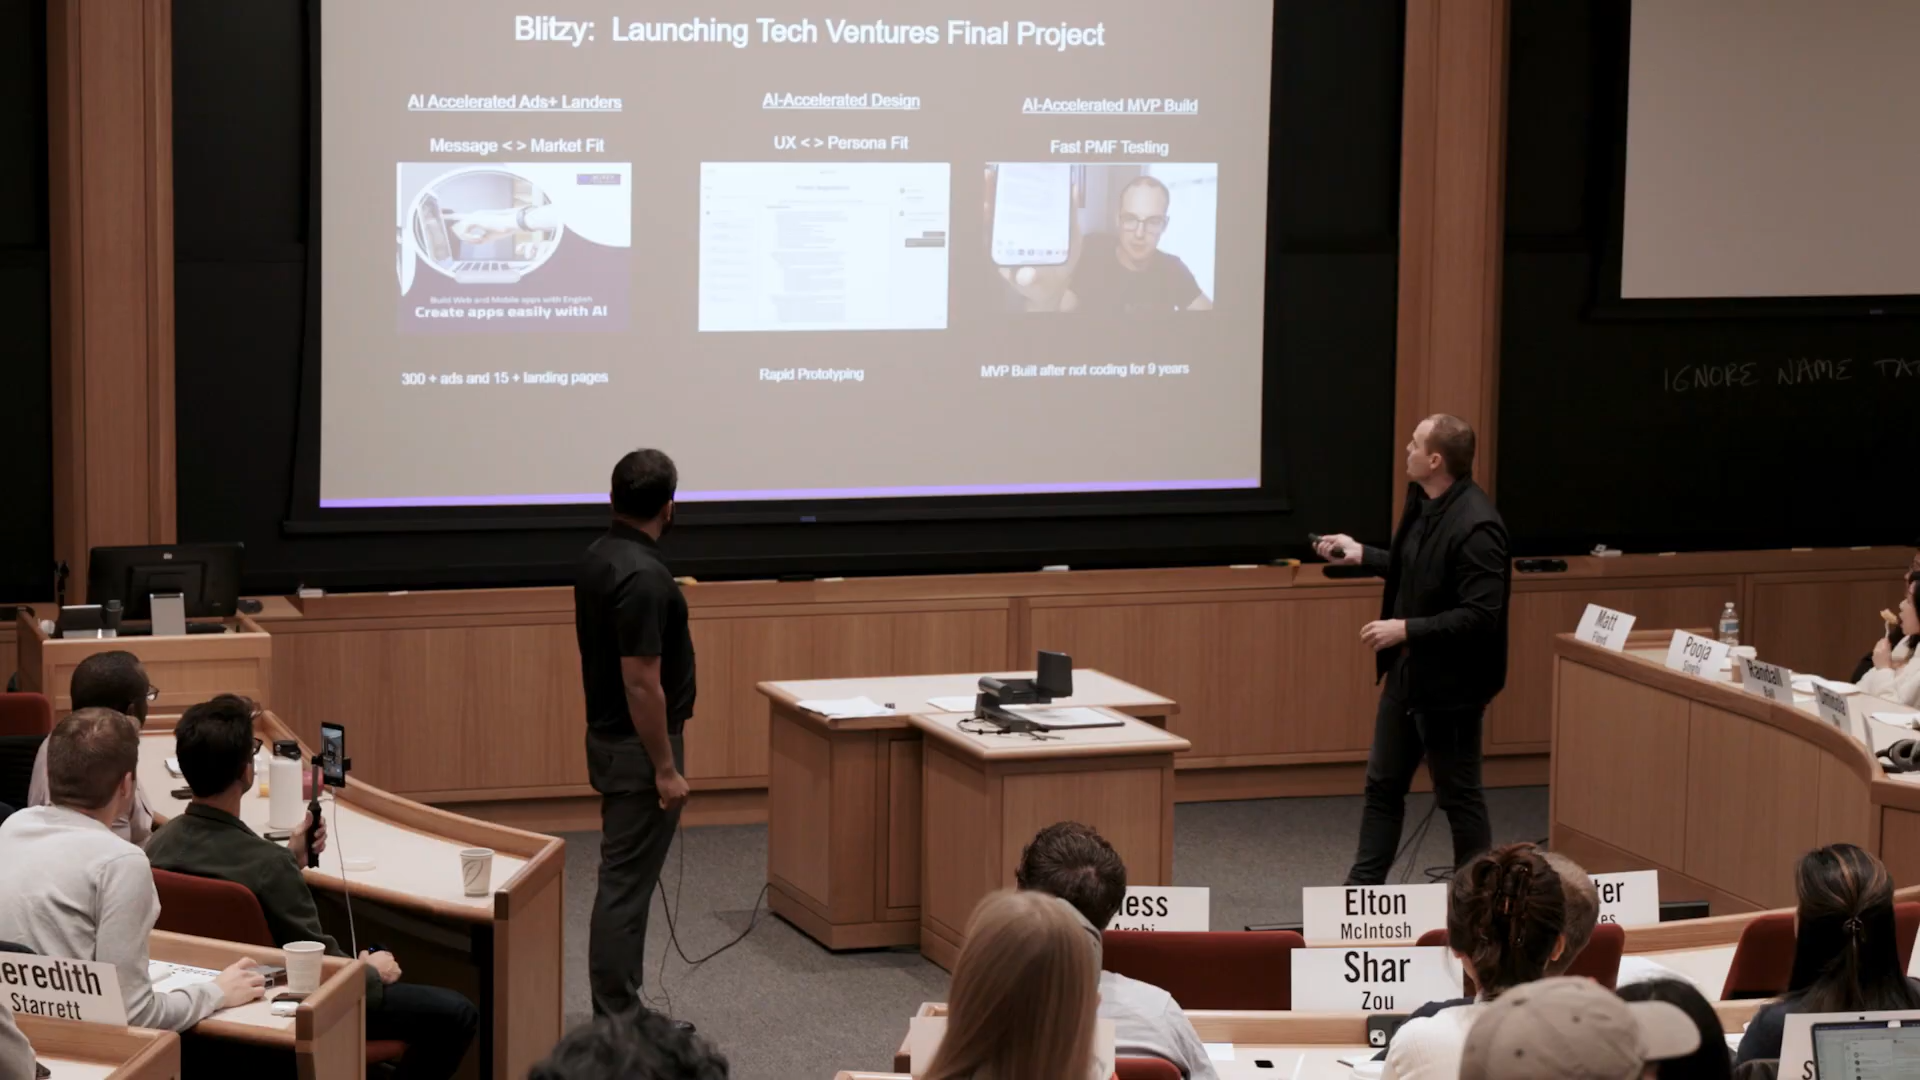 Blitzy: Launching Tech Ventures Final Project
AI Accelerated Ads+ Landers
Message < > Market Fit
Build Web and Mobile apps with English
Create apps easily with AI
300 + ads and 15 + landing pages
AI-Accelerated Design
UX < > Persona Fit
Rapid Prototyping
AI-Accelerated MVP Build
Fast PMF Testing
MVP Built after not coding for 9 years
IGNORE NAME
Matt
Pooja
Randall
Elton
McIntosh
Shar
Zou
eredith
Starrett
ter
es